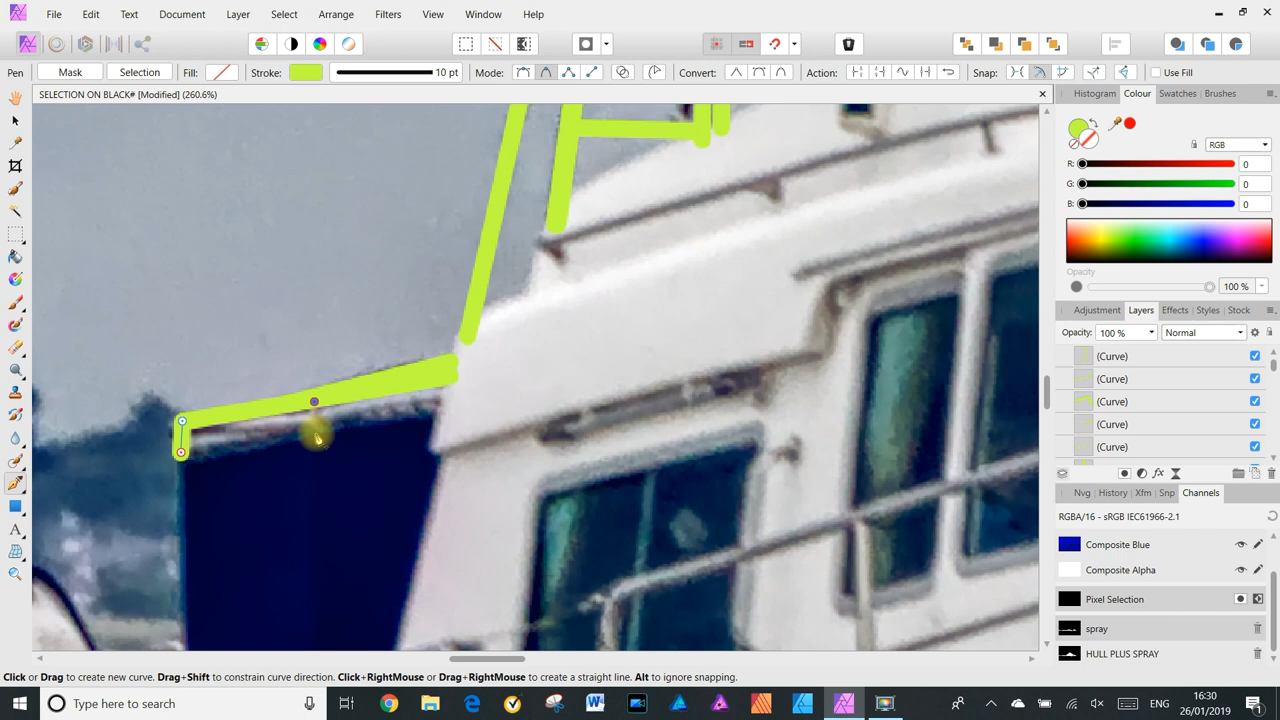 File Edit Text Document Layer Select Arrange Filters View Window Help
Pen Mask Selection Fill: Stroke: 10 pt Mode: Convert: Action: Snap: Use Fill
SELECTION ON BLACK# [Modified] (260.6%)
Histogram Colour Swatches Brushes
RGB
R: 0
G: 0
B: 0
Opacity
100 %
Adjustment Layers Effects Styles Stock
Opacity: 100 % Normal
(Curve)
(Curve)
(Curve)
(Curve)
(Curve)
Nvg History Xfm Snp Channels
RGBA/16 - sRGB IEC61966-2.1
Composite Blue
Composite Alpha
Pixel Selection
spray
HULL PLUS SPRAY
Click or Drag to create new curve. Drag+Shift to constrain curve direction. Click+RightMouse or Drag+RightMouse to create a straight line. Alt to ignore snapping.
Type here to search
ENG
16:30
26/01/2019